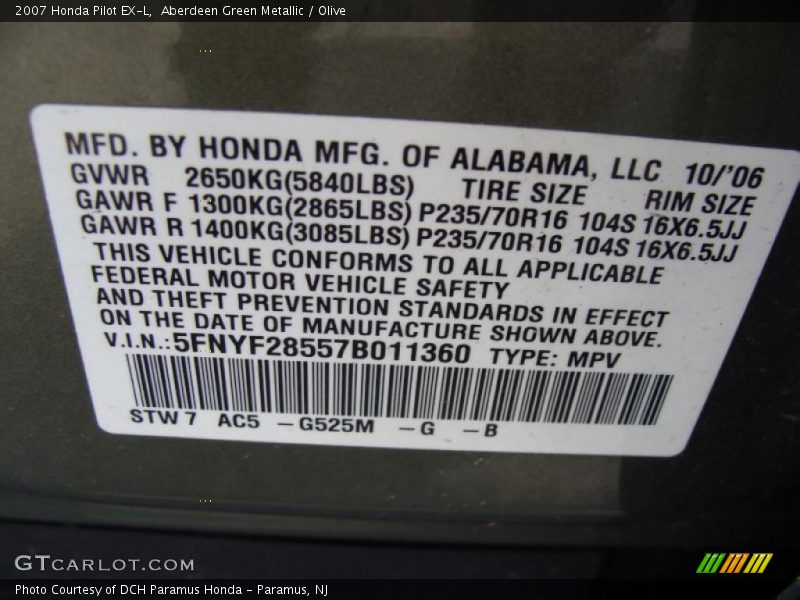 2007 Honda Pilot EX-L,  Aberdeen Green Metallic / Olive
MFD. BY HONDA MFG. OF ALABAMA, LLC 10/'06
GVWR 2650KG(5840LBS) TIRE SIZE RIM SIZE
GAWR F 1300KG(2865LBS) P235/70R16 104S 16X6.5JJ
GAWR R 1400KG(3085LBS) P235/70R16 104S 16X6.5JJ
THIS VEHICLE CONFORMS TO ALL APPLICABLE
FEDERAL MOTOR VEHICLE SAFETY
AND THEFT PREVENTION STANDARDS IN EFFECT
ON THE DATE OF MANUFACTURE SHOWN ABOVE.
V.I.N.:5FNYF28557B011360 TYPE: MPV
STW 7 AC5 – G525M – G – B
GTCARLOT.COM
Photo Courtesy of DCH Paramus Honda - Paramus, NJ